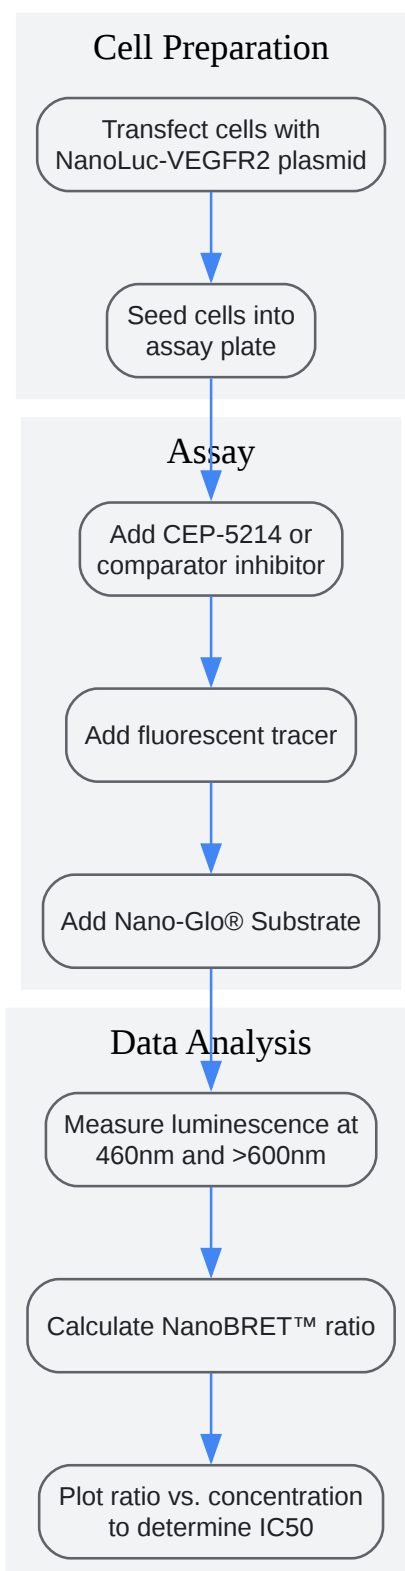 Cell Preparation
Transfect cells with
NanoLuc-VEGFR2 plasmid
Seed cells into
assay plate
Assay
Add CEP-5214 or
comparator inhibitor
Add fluorescent tracer
Add Nano-Glo® Substrate
Data Analysis
Measure luminescence at
460nm and >600nm
Calculate NanoBRET™ ratio
Plot ratio vs. concentration
to determine IC50